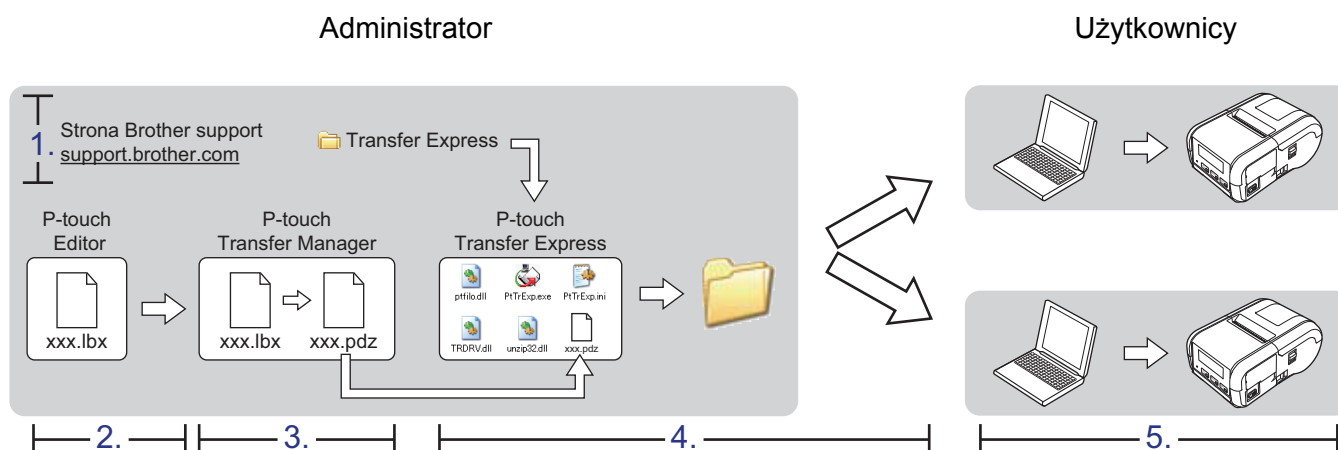 Administrator
Użytkownicy
1.
Strona Brother support
support.brother.com
Transfer Express
P-touch
Editor
xxx.lbx
P-touch
Transfer Manager
xxx.lbx
xxx.pdz
P-touch
Transfer Express
ptfilo.dll
PtTrExp.exe
PtTrExp.ini
TRDRV.dll
unzip32.dll
xxx.pdz
2.
3.
4.
5.